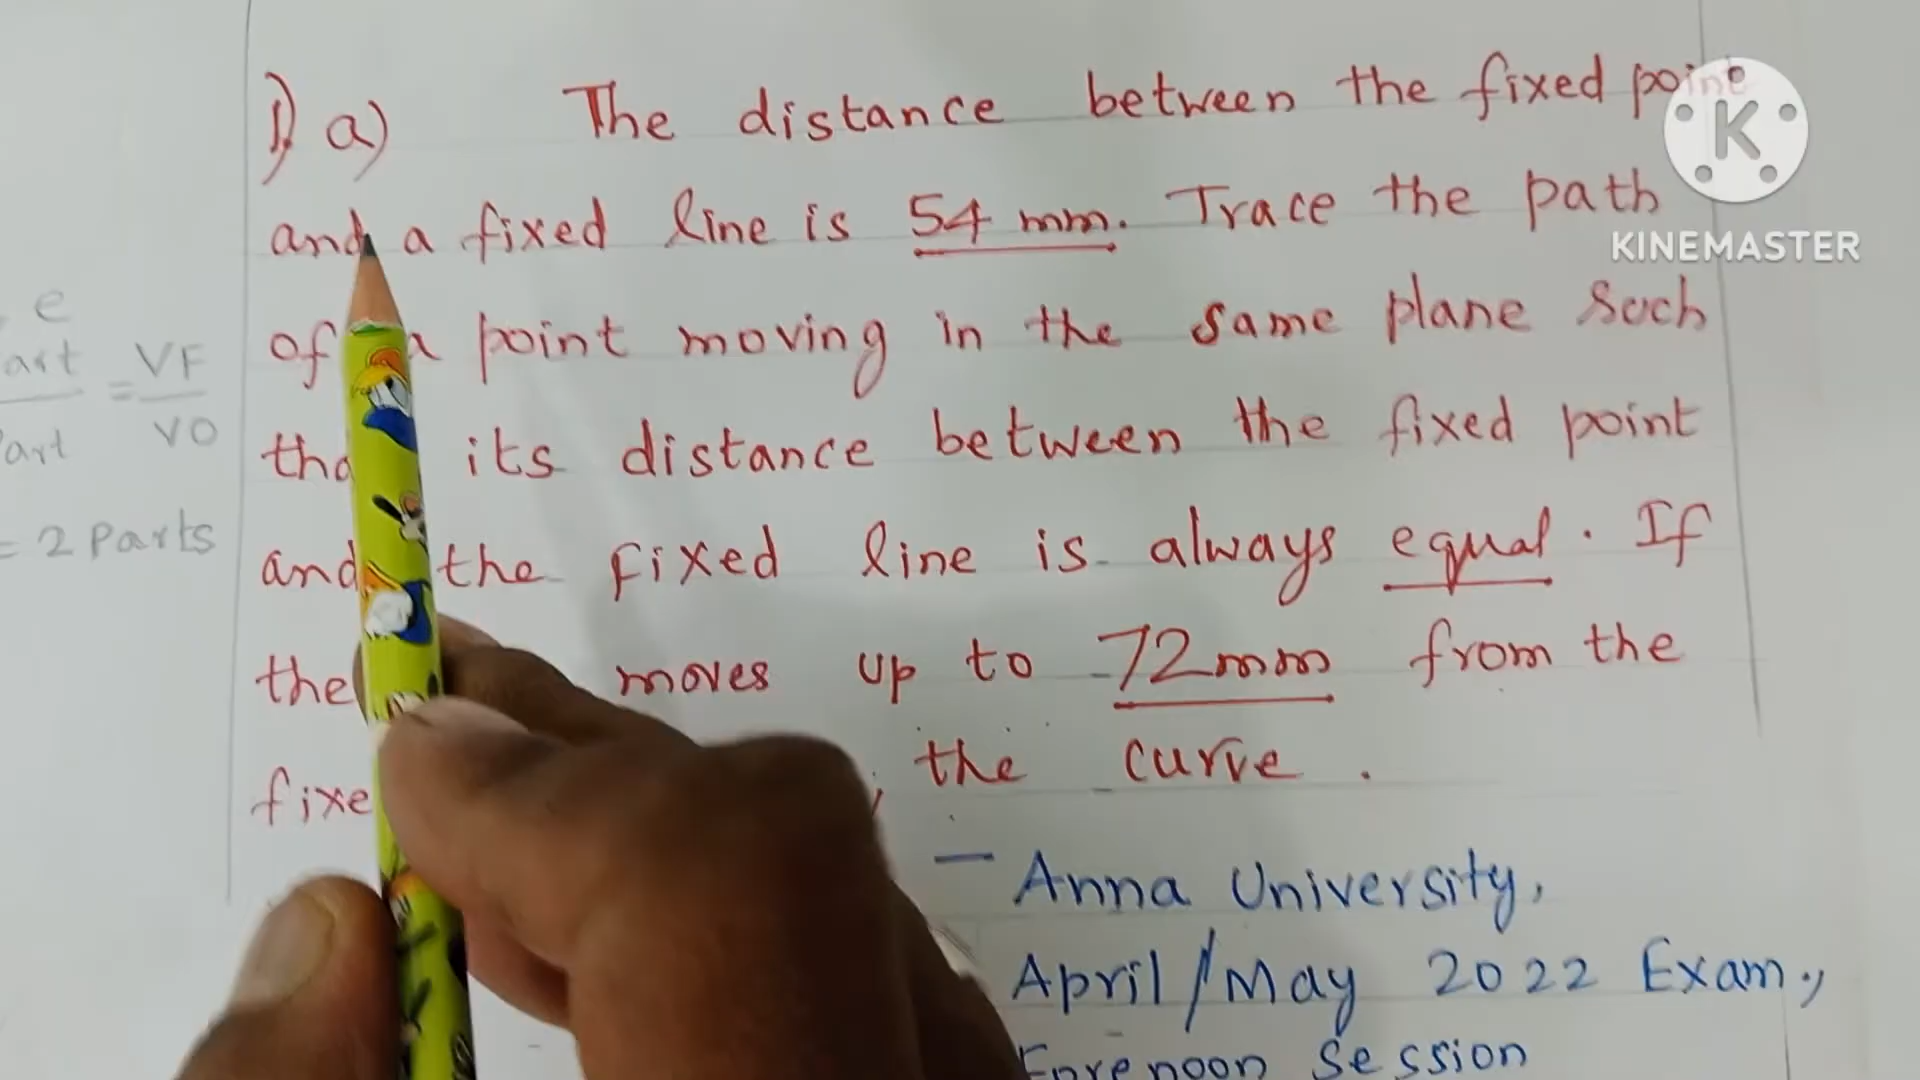 1) a) The distance between the fixed point
and a fixed line is 54 mm. Trace the path
of a point moving in the same plane such
its distance between the fixed point
and the fixed line is always equal. If
the moves up to 72mm from the
the curve.
- Anna University,
April/May 2022 Exam.,
Forenoon Session
e
= VF
VO
= 2 Parts
K
KINEMASTER